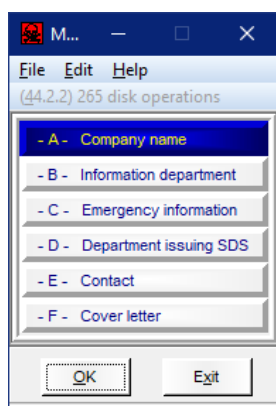 M...
File Edit Help
(44.2.2) 265 disk operations
- A - Company name
- B - Information department
- C - Emergency information
- D - Department issuing SDS
- E - Contact
- F - Cover letter
OK Exit